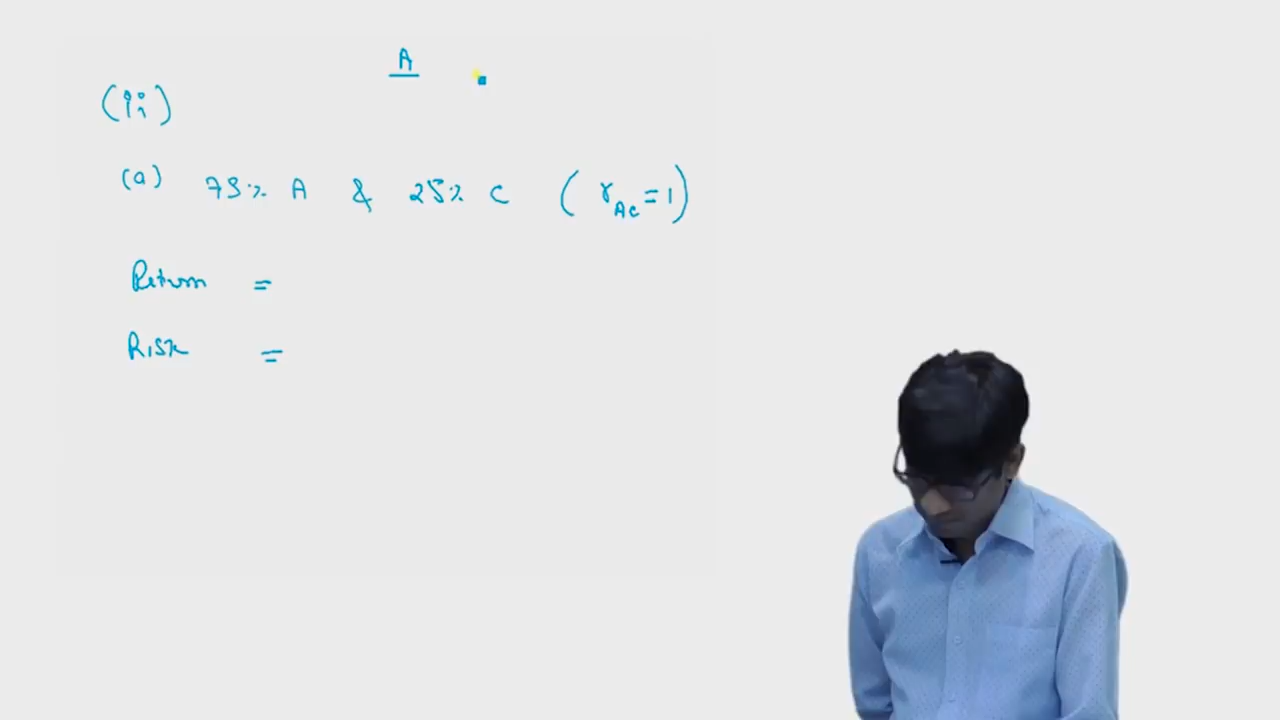 A
(ii)
(a) 75% A & 25% C (r_AC = 1)
Return =
Risk =